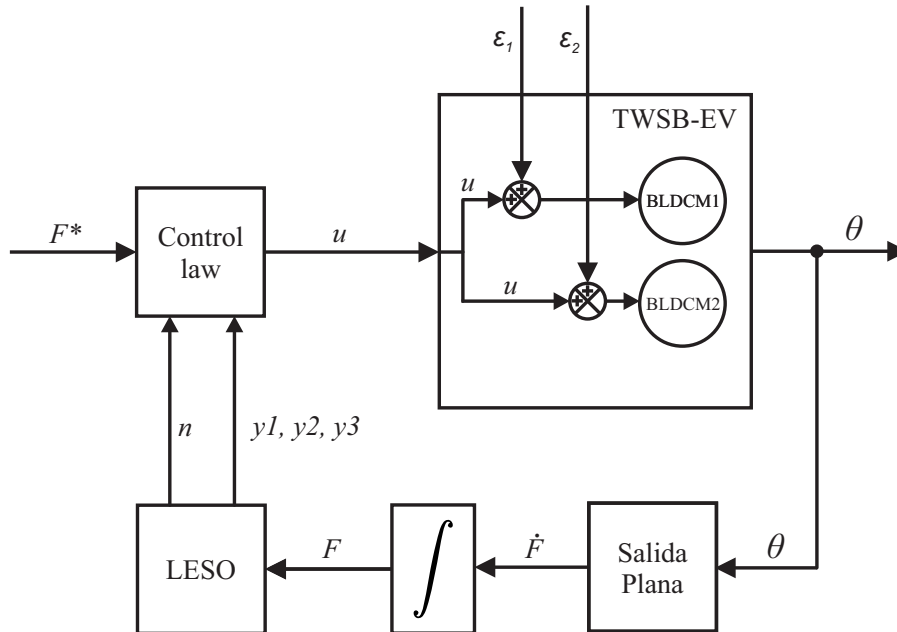 ε1
ε2
TWSB-EV
u
BLDCM1
F*
Control
law
u
θ
u
BLDCM2
n
y1, y2, y3
LESO
F
∫
Ḟ
Salida
Plana
θ